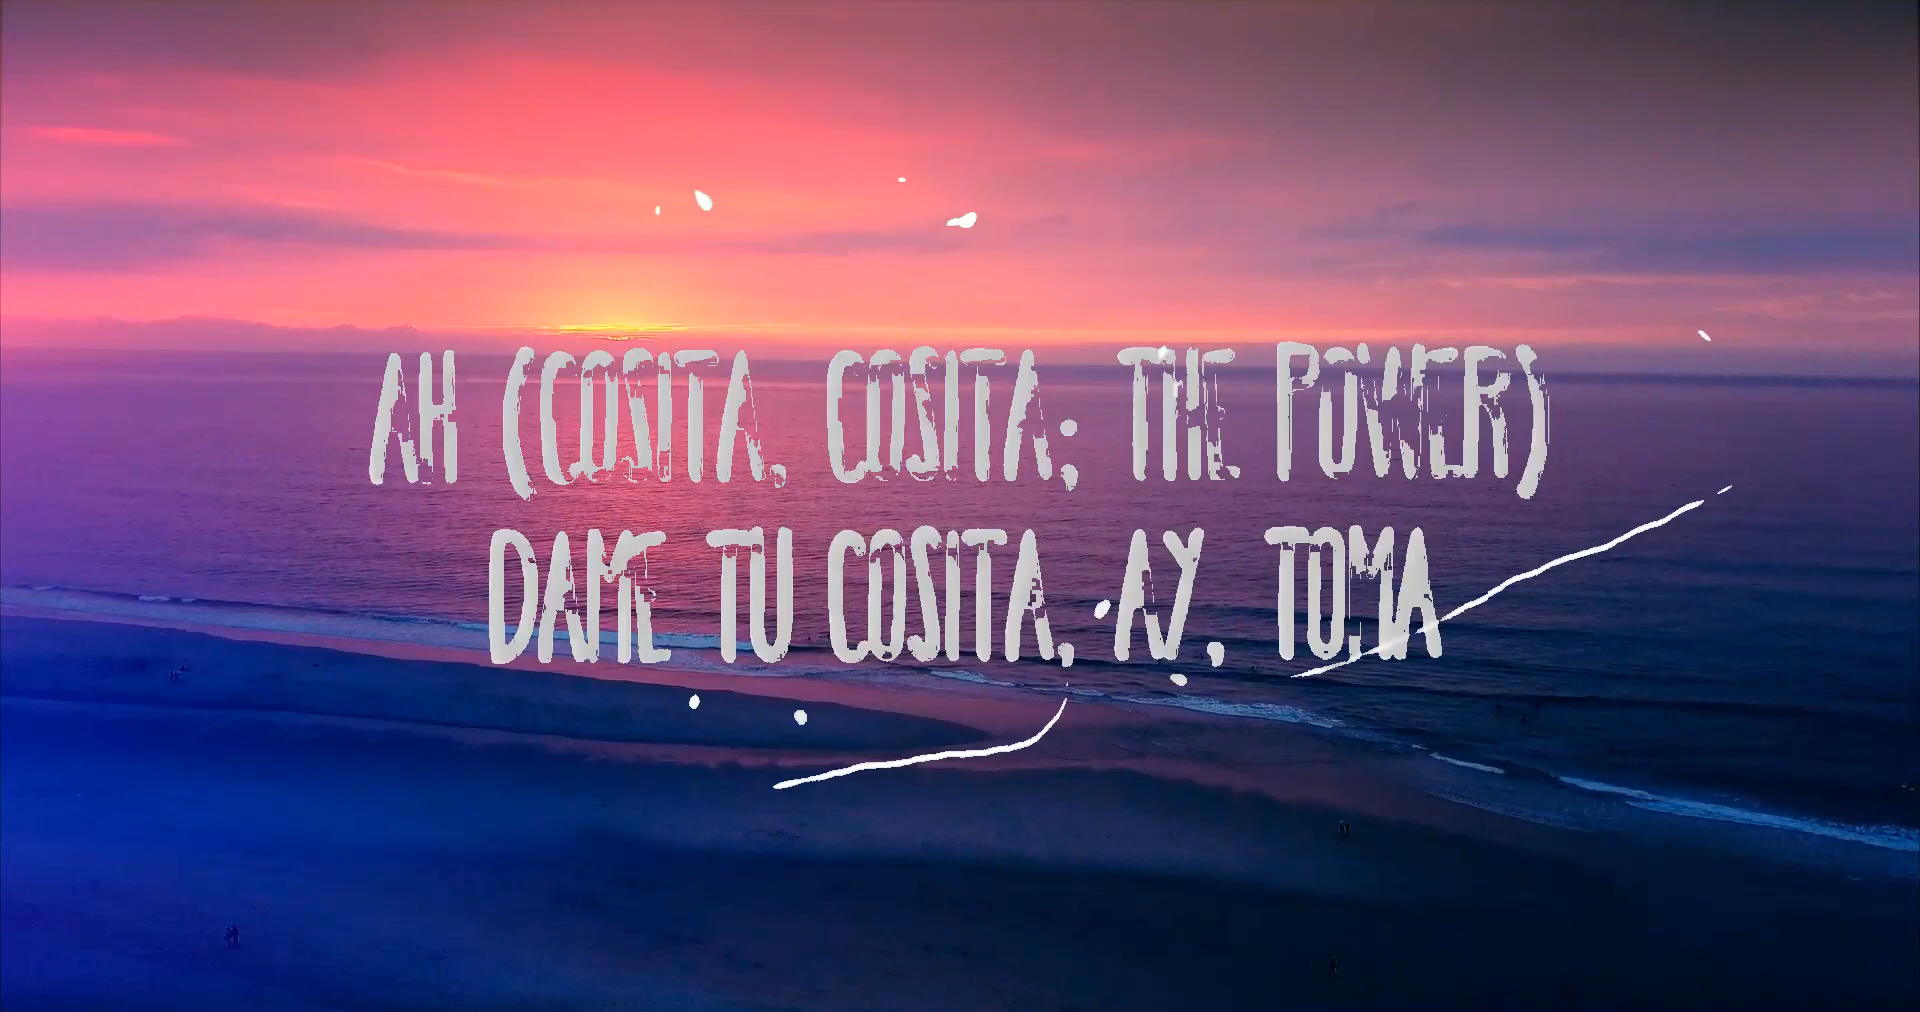 AH (COSITA, COSITA; THE POWER)
DAME TU COSITA, AY, TOMA